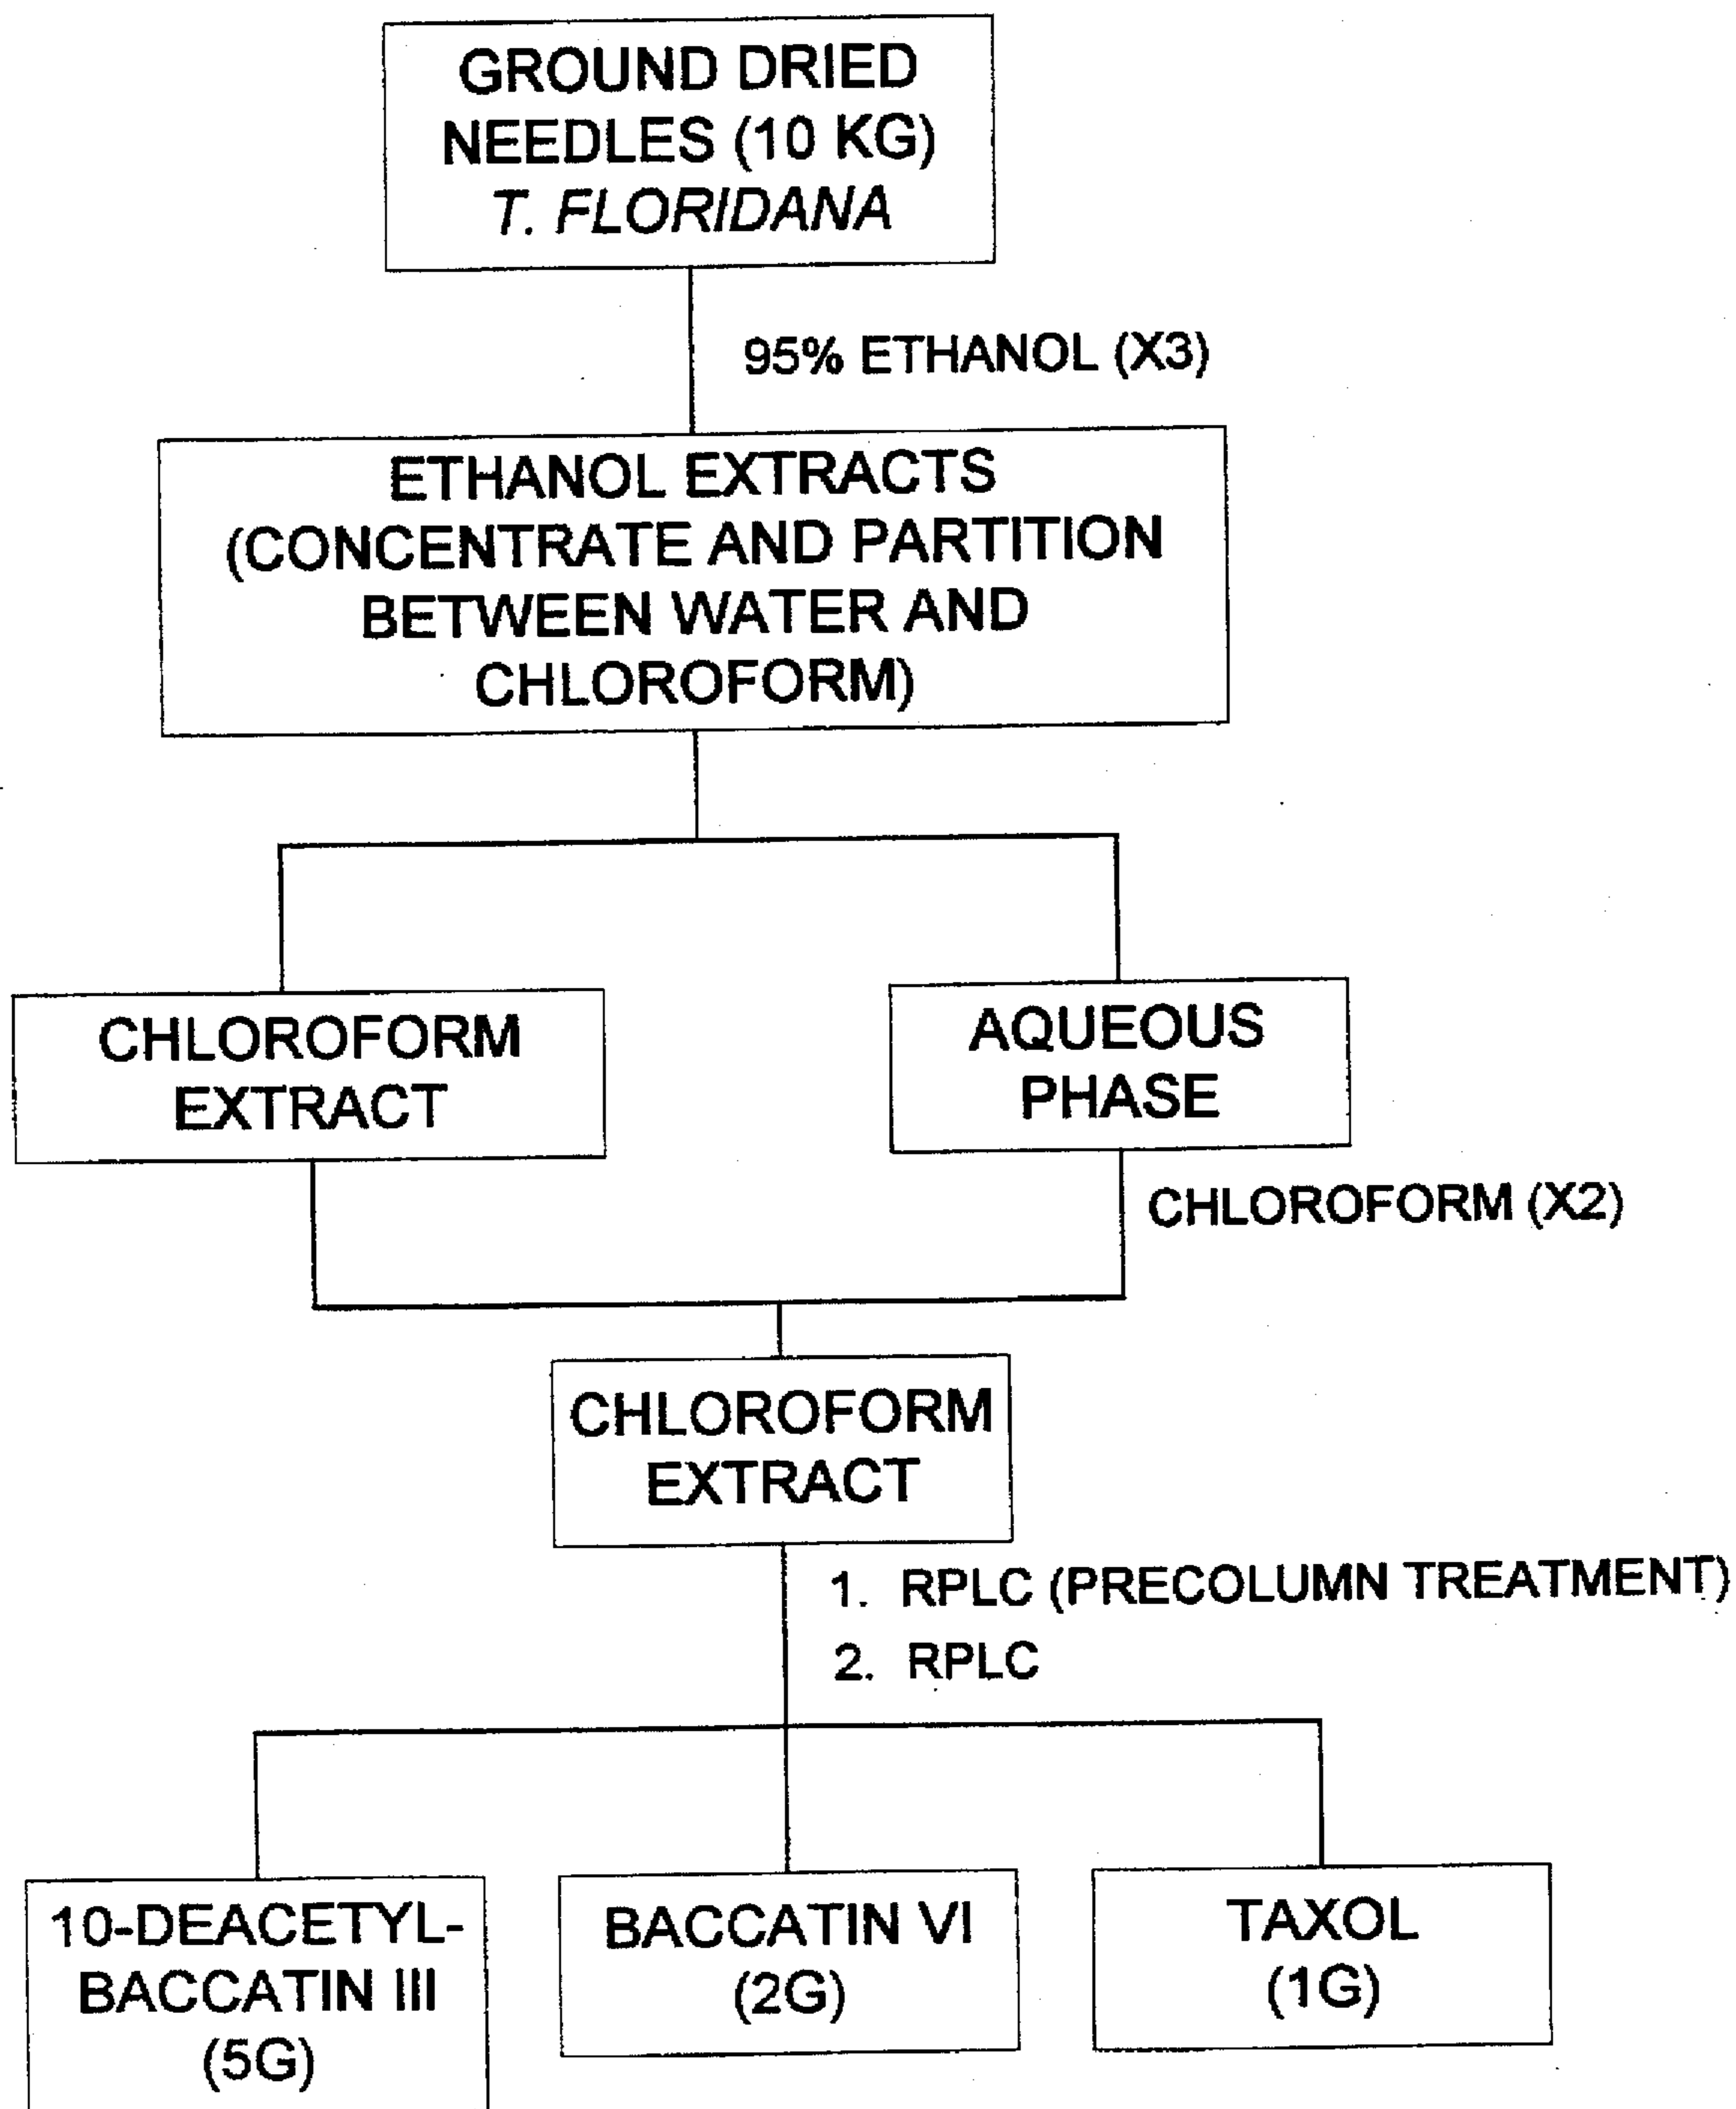 GROUND DRIED
NEEDLES (10 KG)
T. FLORIDANA
95% ETHANOL (X3)
ETHANOL EXTRACTS
(CONCENTRATE AND PARTITION
BETWEEN WATER AND
CHLOROFORM)
CHLOROFORM
EXTRACT
AQUEOUS
PHASE
CHLOROFORM (X2)
CHLOROFORM
EXTRACT
1. RPLC (PRECOLUMN TREATMENT)
2. RPLC
10-DEACETYL-
BACCATIN III
(5G)
BACCATIN VI
(2G)
TAXOL
(1G)